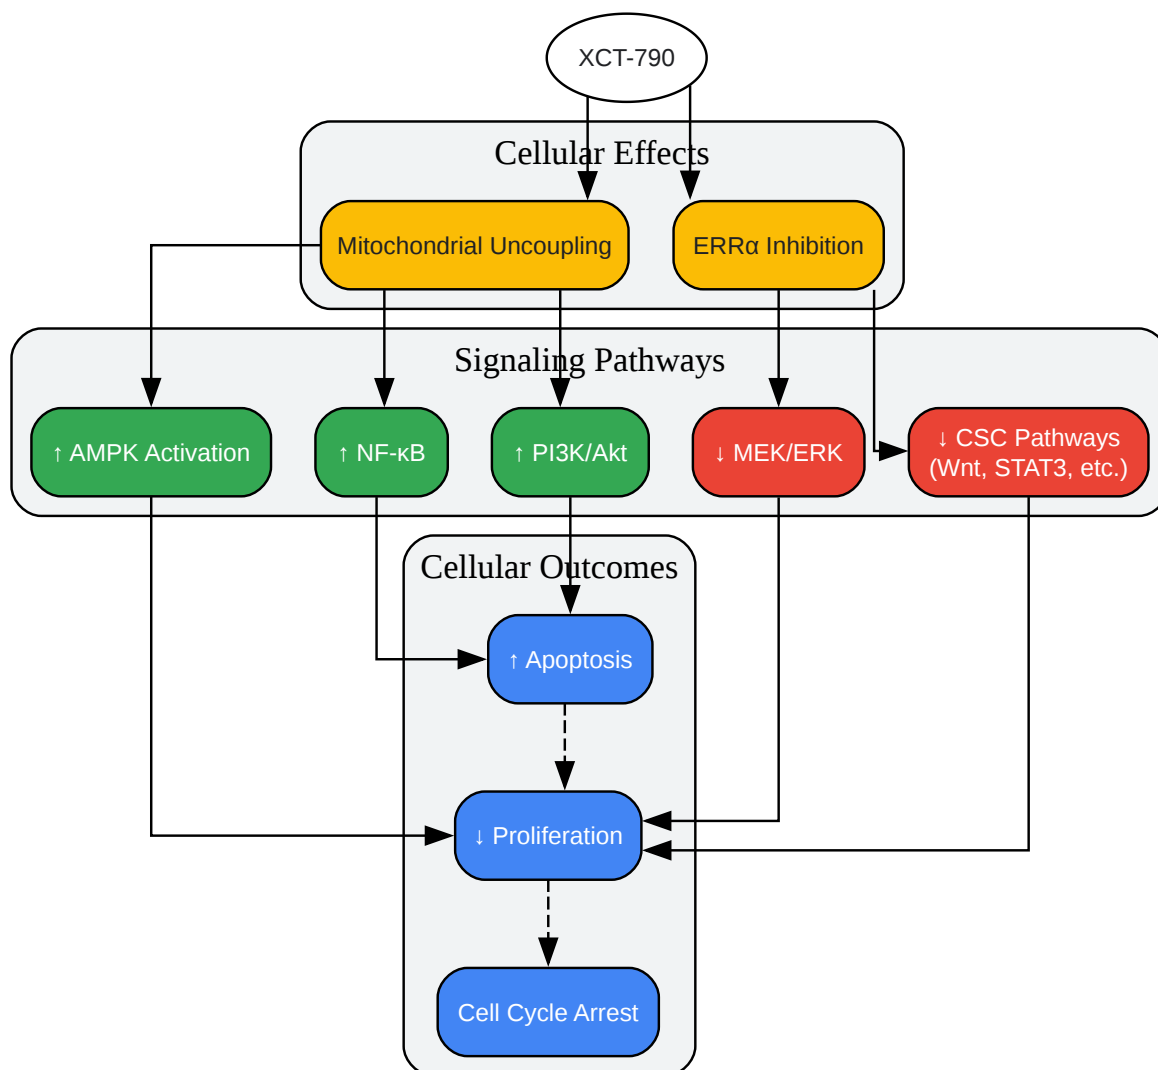 XCT-790
Cellular Effects
Mitochondrial Uncoupling
ERRα Inhibition
Signaling Pathways
↑ AMPK Activation
↑ NF-κB
↑ PI3K/Akt
↓ MEK/ERK
↓ CSC Pathways
(Wnt, STAT3, etc.)
Cellular Outcomes
↑ Apoptosis
↓ Proliferation
Cell Cycle Arrest